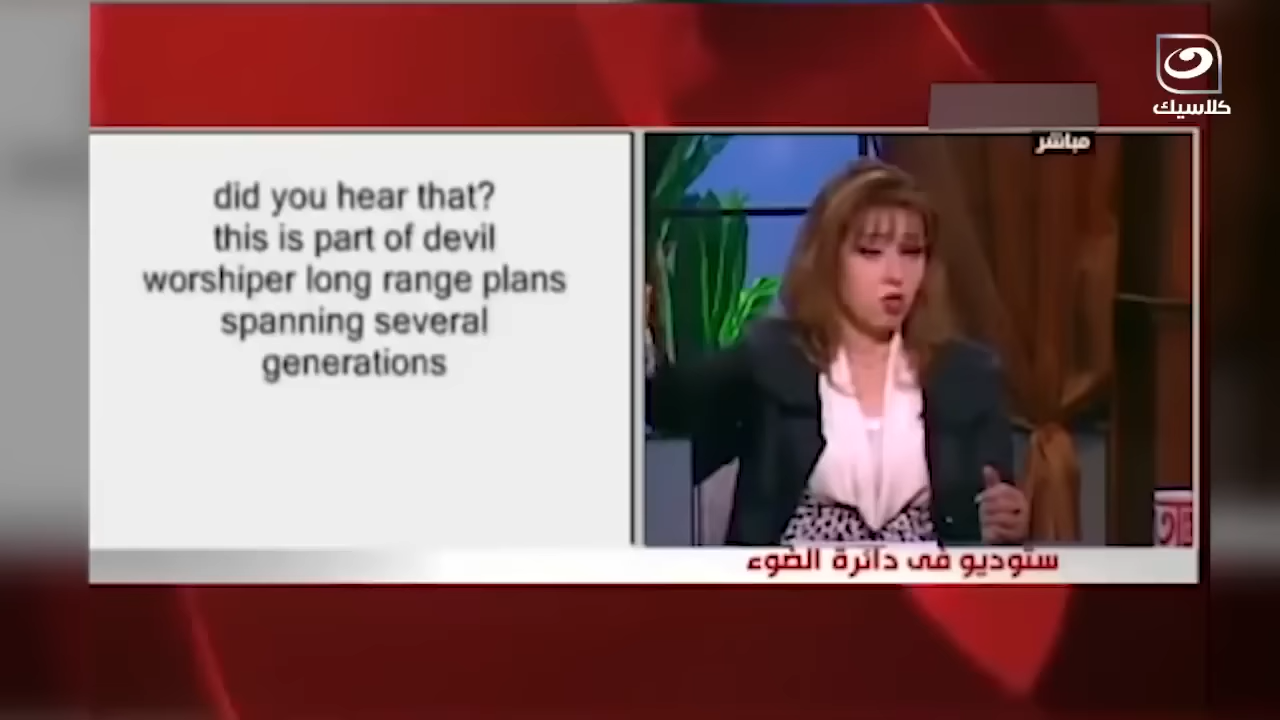 كلاسيك
مباشر
did you hear that?
this is part of devil
worshiper long range plans
spanning several
generations
ستوديو فى دائرة الضوء